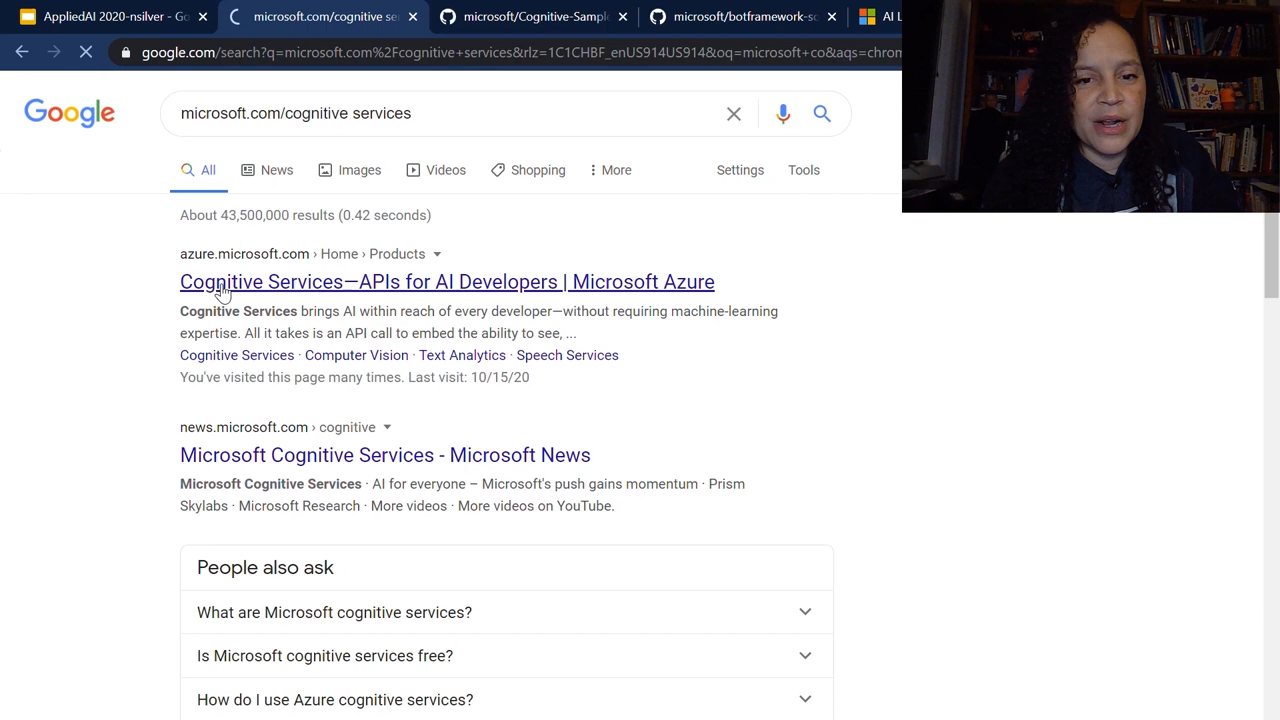 AppliedAI 2020-nsilver - Go
microsoft.com/cognitive se
microsoft/Cognitive-Sample
microsoft/botframework-so
AI L
google.com/search?q=microsoft.com%2Fcognitive+services&rlz=1C1CHBF_enUS914US914&oq=microsoft+co&aqs=chrom
Google
microsoft.com/cognitive services
All
News
Images
Videos
Shopping
More
Settings
Tools
About 43,500,000 results (0.42 seconds)
azure.microsoft.com › Home › Products
Cognitive Services—APIs for AI Developers | Microsoft Azure
Cognitive Services brings AI within reach of every developer—without requiring machine-learning
expertise. All it takes is an API call to embed the ability to see, ...
Cognitive Services · Computer Vision · Text Analytics · Speech Services
You've visited this page many times. Last visit: 10/15/20
news.microsoft.com › cognitive
Microsoft Cognitive Services - Microsoft News
Microsoft Cognitive Services · AI for everyone – Microsoft's push gains momentum · Prism
Skylabs · Microsoft Research · More videos · More videos on YouTube.
People also ask
What are Microsoft cognitive services?
Is Microsoft cognitive services free?
How do I use Azure cognitive services?